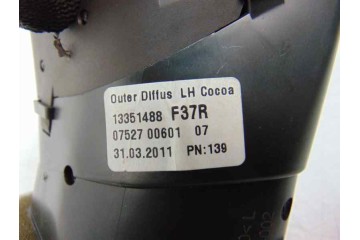 Outer Diffus LH Cocoa
13351488 F37R
07527 00601 07
31.03.2011 PN:139